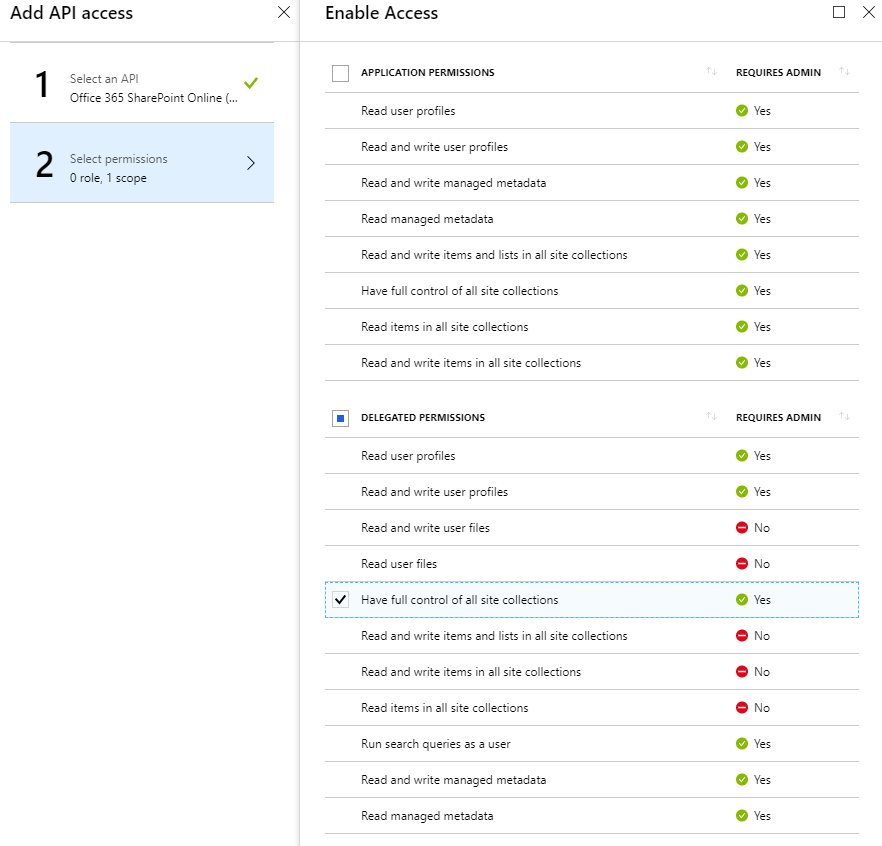 Add API access
1
Select an API
Office 365 SharePoint Online (...
2
Select permissions
0 role, 1 scope
Enable Access
APPLICATION PERMISSIONS REQUIRES ADMIN
Read user profiles Yes
Read and write user profiles Yes
Read and write managed metadata Yes
Read managed metadata Yes
Read and write items and lists in all site collections Yes
Have full control of all site collections Yes
Read items in all site collections Yes
Read and write items in all site collections Yes
DELEGATED PERMISSIONS REQUIRES ADMIN
Read user profiles Yes
Read and write user profiles Yes
Read and write user files No
Read user files No
Have full control of all site collections Yes
Read and write items and lists in all site collections No
Read and write items in all site collections No
Read items in all site collections No
Run search queries as a user Yes
Read and write managed metadata Yes
Read managed metadata Yes